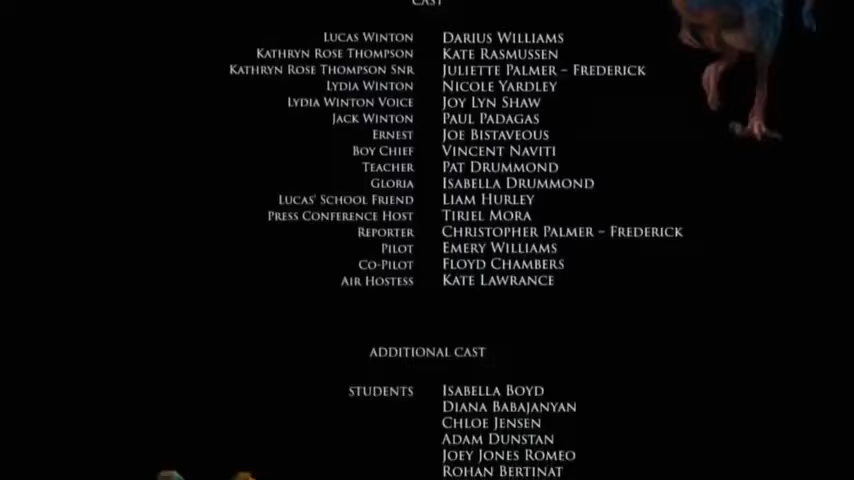 CAST
LUCAS WINTON DARIUS WILLIAMS
KATHRYN ROSE THOMPSON KATE RASMUSSEN
KATHRYN ROSE THOMPSON SNR JULIETTE PALMER – FREDERICK
LYDIA WINTON NICOLE YARDLEY
LYDIA WINTON VOICE JOY LYN SHAW
JACK WINTON PAUL PADAGAS
ERNEST JOE BISTAVEOUS
BOY CHIEF VINCENT NAVITI
TEACHER PAT DRUMMOND
GLORIA ISABELLA DRUMMOND
LUCAS' SCHOOL FRIEND LIAM HURLEY
PRESS CONFERENCE HOST TIRIEL MORA
REPORTER CHRISTOPHER PALMER – FREDERICK
PILOT EMERY WILLIAMS
CO-PILOT FLOYD CHAMBERS
AIR HOSTESS KATE LAWRANCE
ADDITIONAL CAST
STUDENTS ISABELLA BOYD
DIANA BABAJANYAN
CHLOE JENSEN
ADAM DUNSTAN
JOEY JONES ROMEO
ROHAN BERTINAT